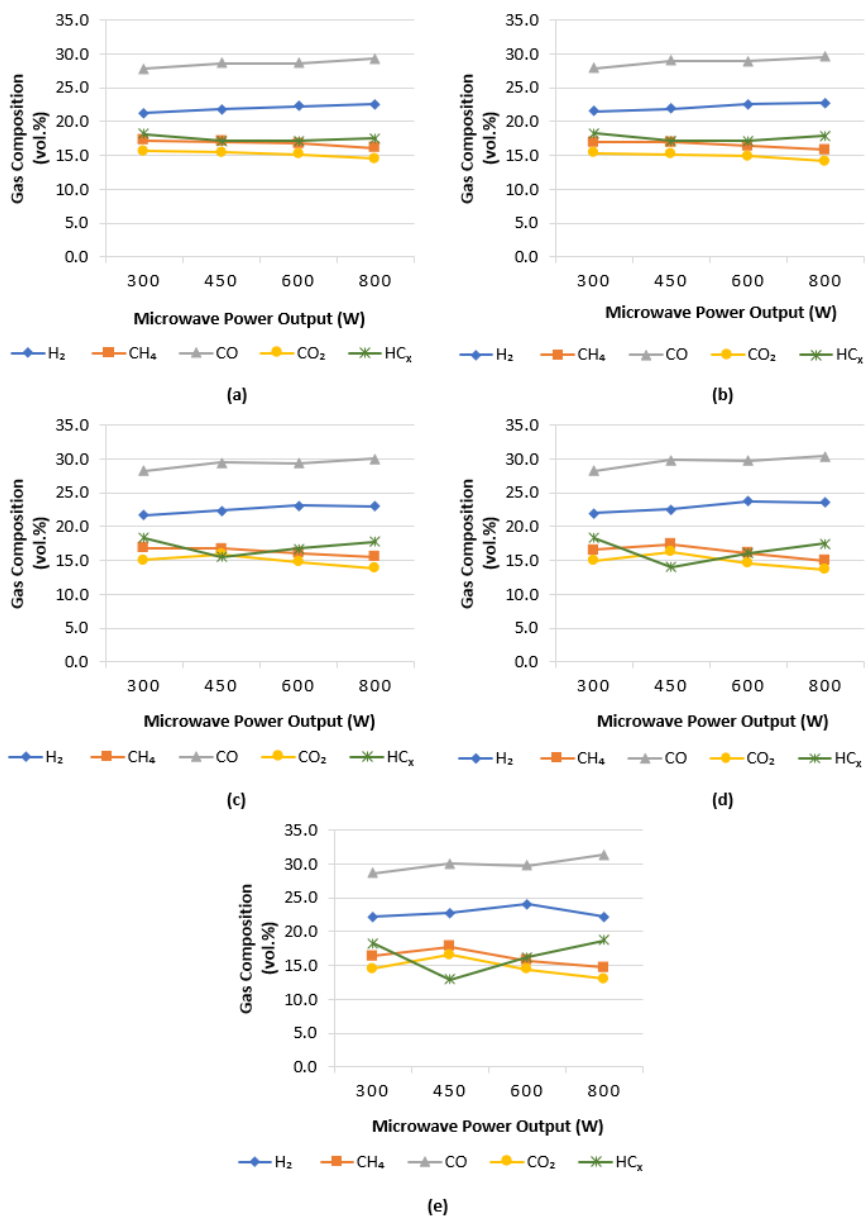 35.0
30.0
25.0
20.0
15.0
10.0
5.0
0.0
Gas Composition
(vol.%)
300 450 600 800
Microwave Power Output (W)
H₂ CH₄ CO CO₂ HCₓ
(a)
35.0
30.0
25.0
20.0
15.0
10.0
5.0
0.0
Gas Composition
(vol.%)
300 450 600 800
Microwave Power Output (W)
H₂ CH₄ CO CO₂ HCₓ
(b)
35.0
30.0
25.0
20.0
15.0
10.0
5.0
0.0
Gas Composition
(vol.%)
300 450 600 800
Microwave Power Output (W)
H₂ CH₄ CO CO₂ HCₓ
(c)
35.0
30.0
25.0
20.0
15.0
10.0
5.0
0.0
Gas Composition
(vol.%)
300 450 600 800
Microwave Power Output (W)
H₂ CH₄ CO CO₂ HCₓ
(d)
35.0
30.0
25.0
20.0
15.0
10.0
5.0
0.0
Gas Composition
(vol.%)
300 450 600 800
Microwave Power Output (W)
H₂ CH₄ CO CO₂ HCₓ
(e)